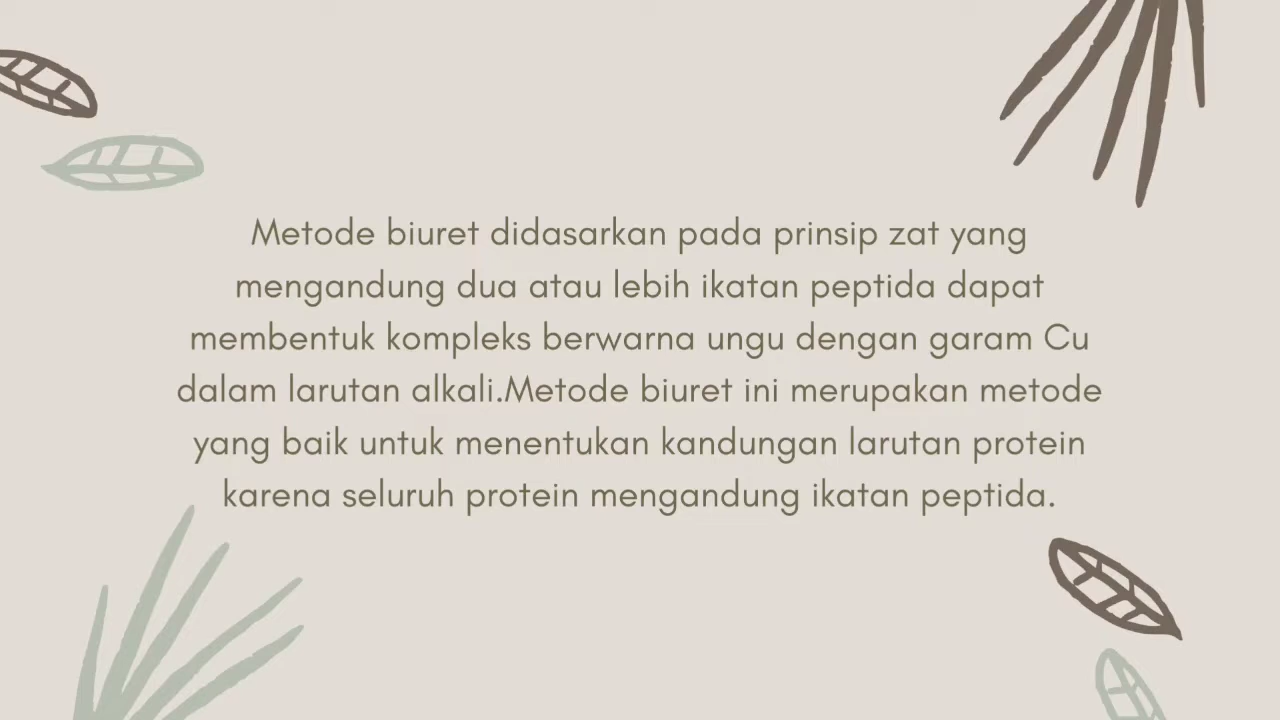 Metode biuret didasarkan pada prinsip zat yang
mengandung dua atau lebih ikatan peptida dapat
membentuk kompleks berwarna ungu dengan garam Cu
dalam larutan alkali.Metode biuret ini merupakan metode
yang baik untuk menentukan kandungan larutan protein
karena seluruh protein mengandung ikatan peptida.